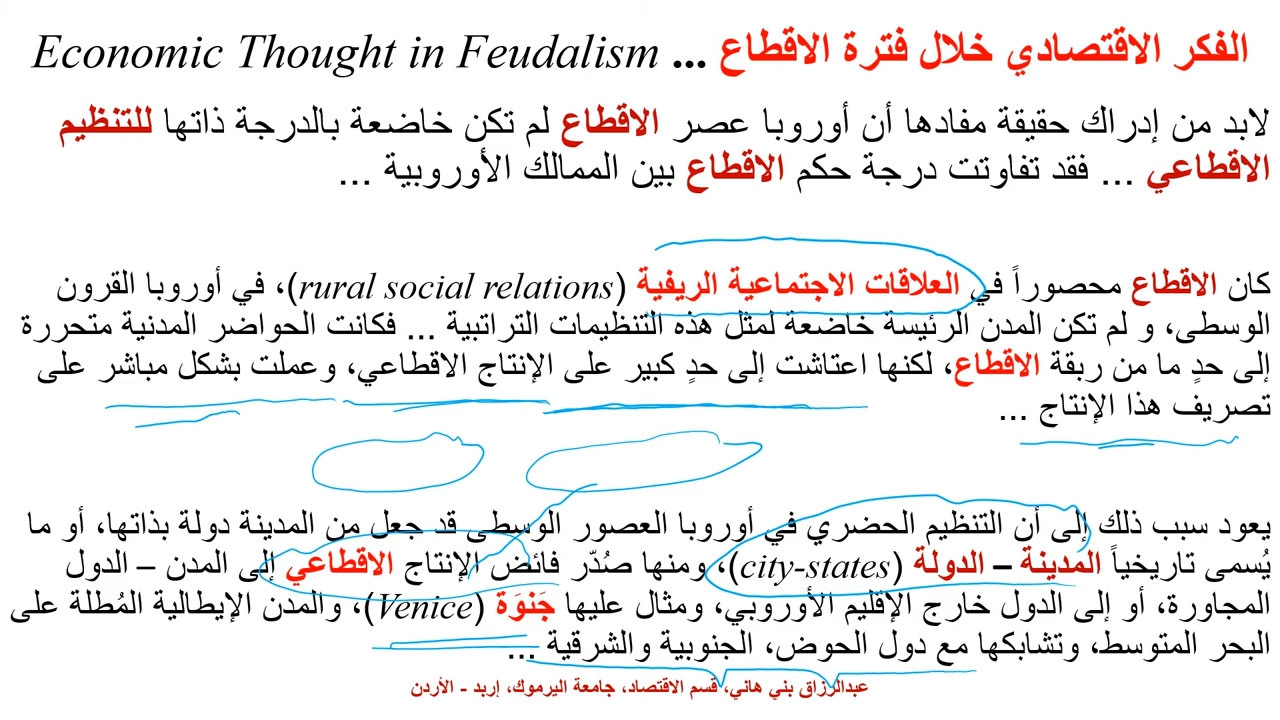 الفكر الاقتصادي خلال فترة الاقطاع ... Economic Thought in Feudalism
لابد من إدراك حقيقة مفادها أن أوروبا عصر الاقطاع لم تكن خاضعة بالدرجة ذاتها للتنظيم
الاقطاعي ... فقد تفاوتت درجة حكم الاقطاع بين الممالك الأوروبية ...
كان الاقطاع محصوراً في العلاقات الاجتماعية الريفية (rural social relations)، في أوروبا القرون
الوسطى، و لم تكن المدن الرئيسة خاضعة لمثل هذه التنظيمات التراتبية ... فكانت الحواضر المدنية متحررة
إلى حدٍ ما من ربقة الاقطاع، لكنها اعتاشت إلى حدٍ كبير على الإنتاج الاقطاعي، وعملت بشكل مباشر على
تصريف هذا الإنتاج ...
يعود سبب ذلك إلى أن التنظيم الحضري في أوروبا العصور الوسطى قد جعل من المدينة دولة بذاتها، أو ما
يُسمى تاريخياً المدينة – الدولة (city-states)، ومنها صُدّر فائض الإنتاج الاقطاعي إلى المدن – الدول
المجاورة، أو إلى الدول خارج الإقليم الأوروبي، ومثال عليها جَنوَة (Venice)، والمدن الإيطالية المُطلة على
البحر المتوسط، وتشابكها مع دول الحوض، الجنوبية والشرقية ...
عبدالرزاق بني هاني، قسم الاقتصاد، جامعة اليرموك، إربد - الأردن